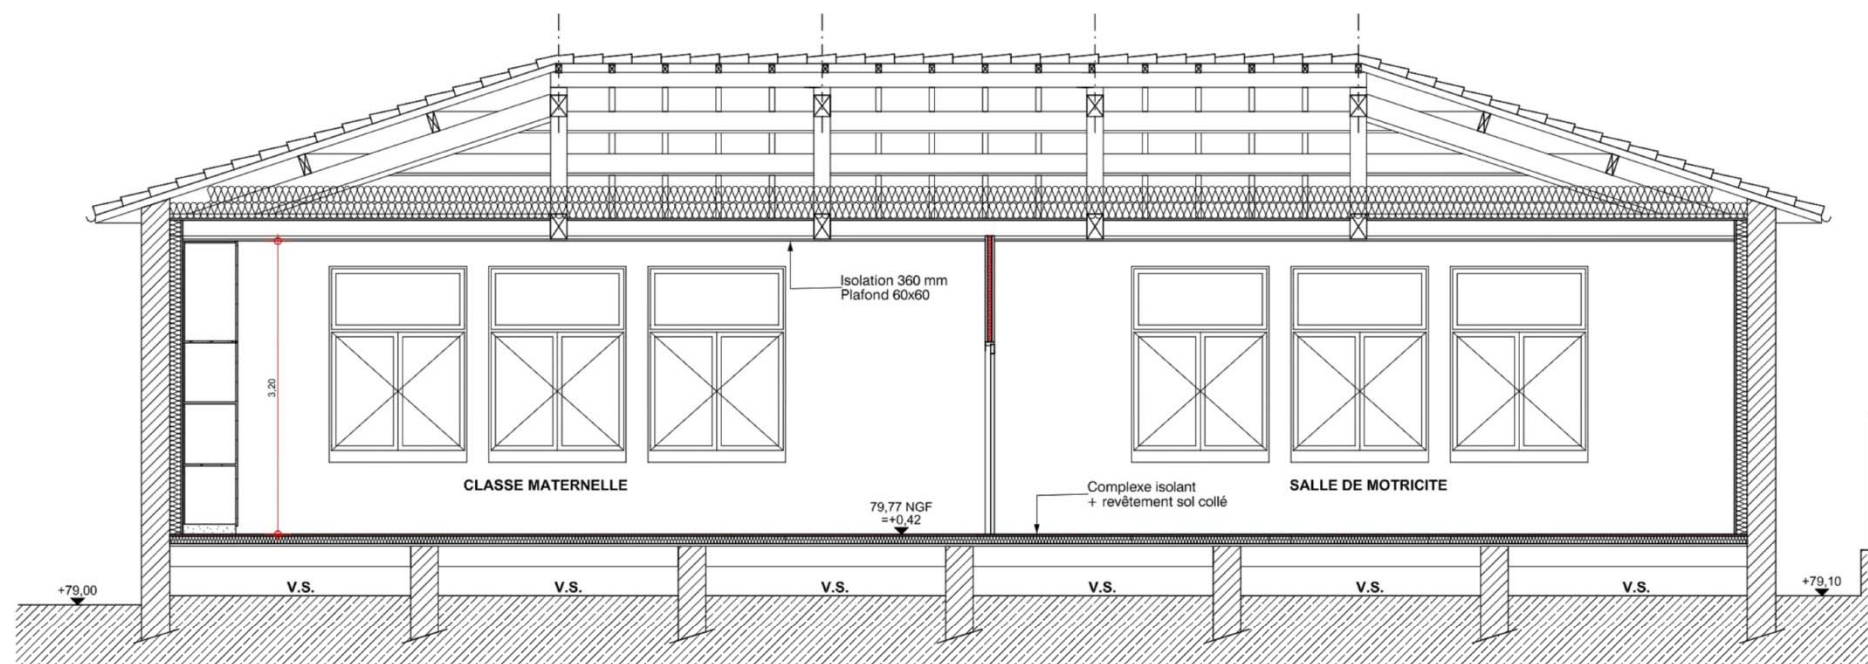 Isolation 360 mm
Plafond 60x60
3,20
CLASSE MATERNELLE
SALLE DE MOTRICITE
Complexe isolant
+ revêtement sol collé
79,77 NGF
=+0,42
+79,00
V.S.
V.S.
V.S.
V.S.
V.S.
V.S.
+79,10